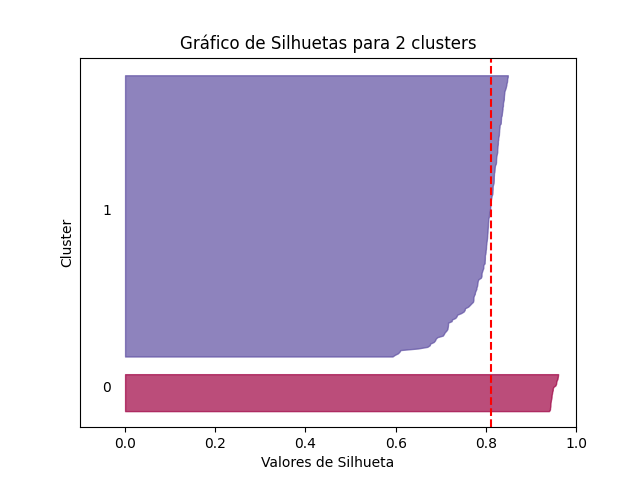 Gráfico de Silhuetas para 2 clusters
Cluster
1
0
0.0 0.2 0.4 0.6 0.8 1.0
Valores de Silhueta